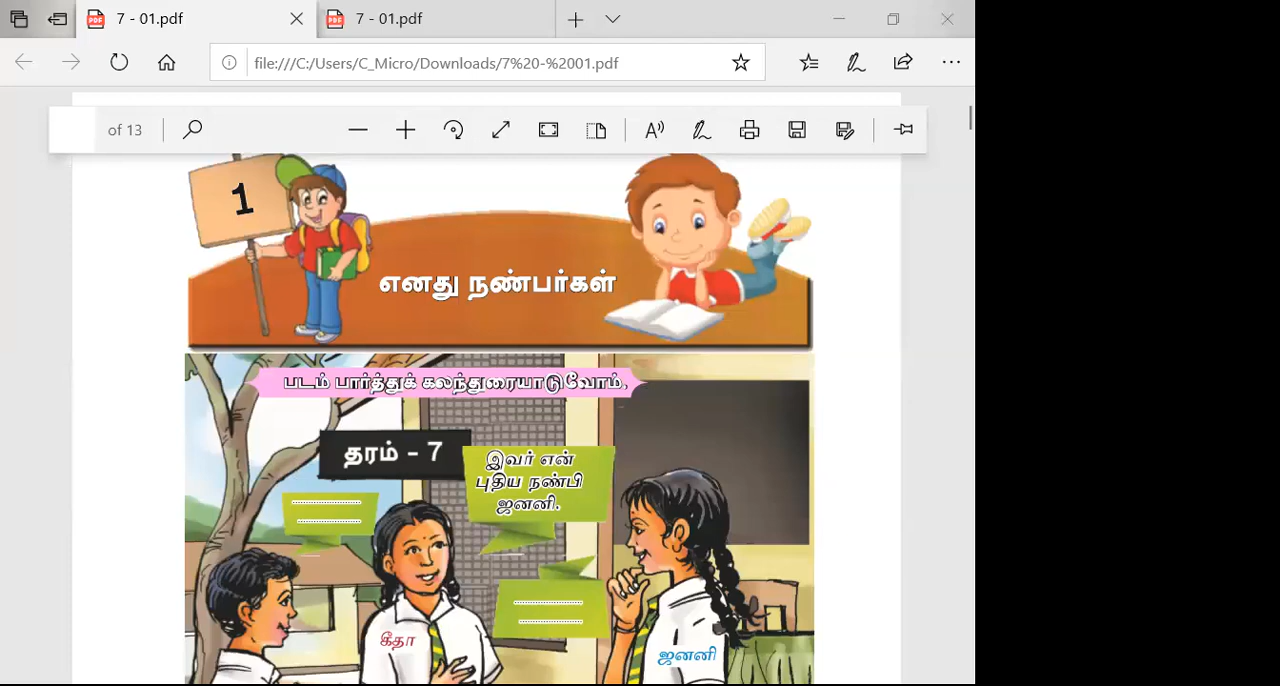 7 - 01.pdf
7 - 01.pdf
file:///C:/Users/C_Micro/Downloads/7%20-%2001.pdf
of 13
1
எனது நண்பர்கள்
படம் பார்த்துக் கலந்துரையாடுவோம்.
தரம் - 7
இவர் என்
புதிய நண்பி
ஜனனி.
கீதா
ஜனனி